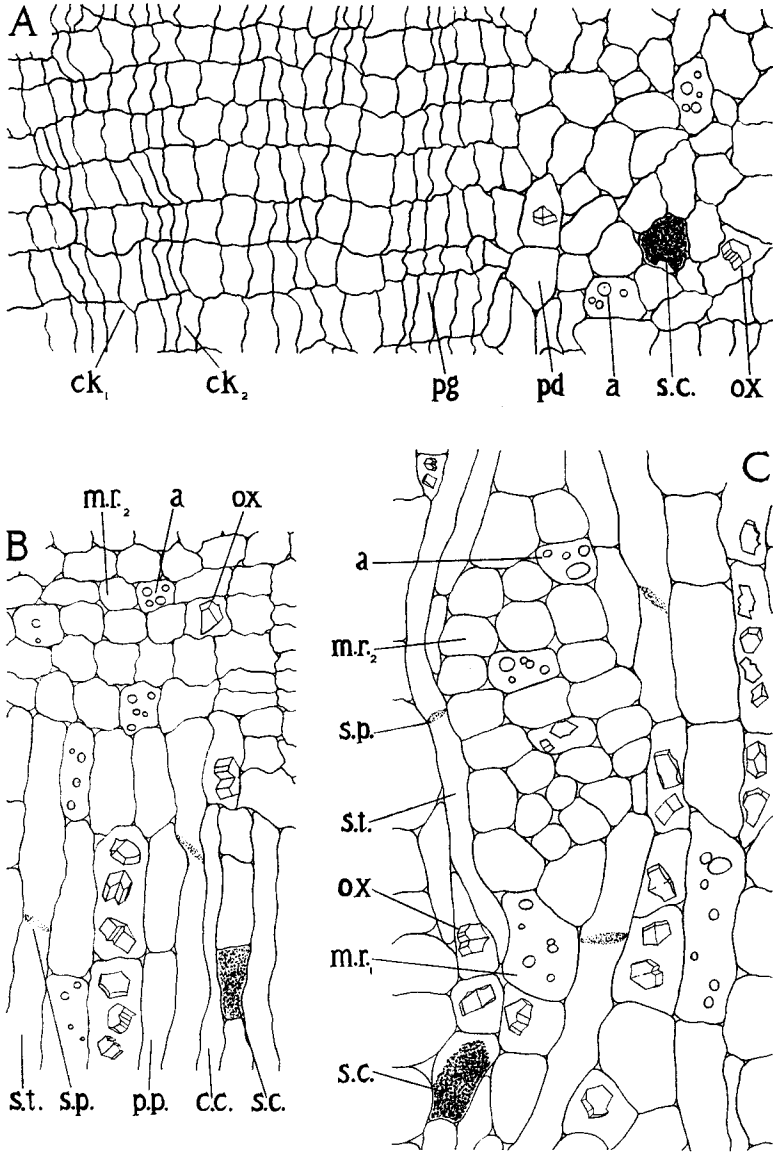 A
ck₁ ck₂ pg pd a s.c. ox
B
m.r.₂ a ox
s.t. s.p. p.p. c.c. s.c.
C
a
m.r.₂
s.p.
s.t.
ox
m.r.₁
s.c.